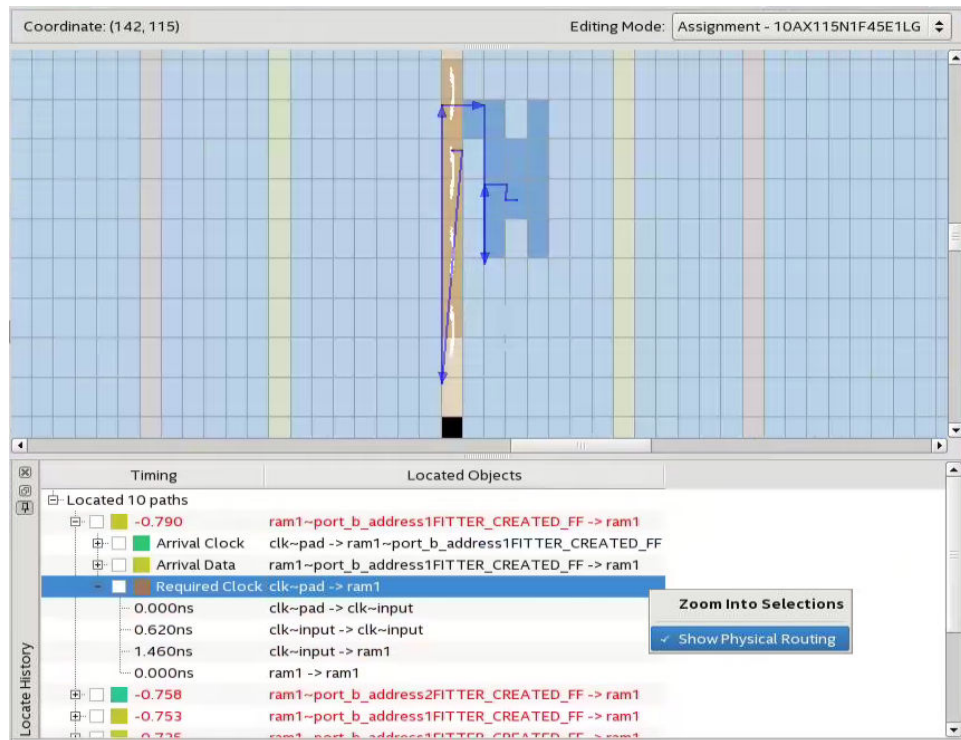 Coordinate: (142, 115)
Editing Mode: Assignment - 10AX115N1F45E1LG
Timing
Located Objects
Located 10 paths
-0.790 ram1~port_b_address1FITTER_CREATED_FF -> ram1
Arrival Clock clk~pad -> ram1~port_b_address1FITTER_CREATED_FF
Arrival Data ram1~port_b_address1FITTER_CREATED_FF -> ram1
Required Clock clk~pad -> ram1
Zoom Into Selections
0.000ns clk~pad -> clk~input
0.620ns clk~input -> clk~input
✓ Show Physical Routing
1.460ns clk~input -> ram1
0.000ns ram1 -> ram1
-0.758 ram1~port_b_address2FITTER_CREATED_FF -> ram1
-0.753 ram1~port_b_address1FITTER_CREATED_FF -> ram1
Locate History